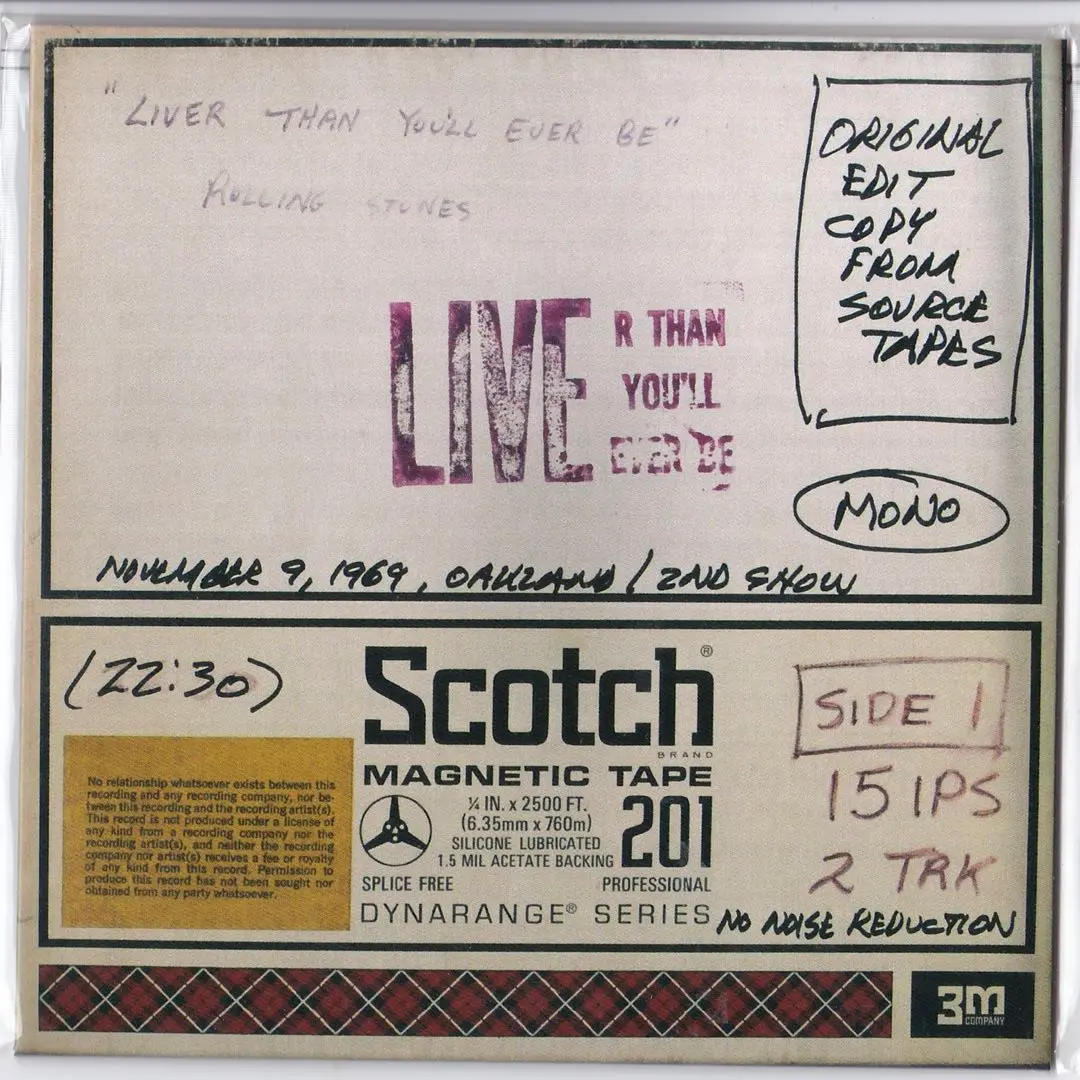 "LIVER THAN YOU'LL EVER BE"
ROLLING STONES
ORIGINAL
EDIT
COPY
FROM
SOURCE
TAPES
LIVE R THAN
YOU'LL
EVER BE
MONO
NOVEMBER 9, 1969, OAKLAND / 2ND SHOW
(22:30)
Scotch®
BRAND
MAGNETIC TAPE
¼ IN. x 2500 FT.
(6.35mm x 760m)
SILICONE LUBRICATED
1.5 MIL ACETATE BACKING
201
SPLICE FREE PROFESSIONAL
DYNARANGE® SERIES
SIDE 1
15 IPS
2 TRK
NO NOISE REDUCTION
No relationship whatsoever exists between this
recording and any recording company, nor be-
tween this recording and the recording artist(s).
This record is not produced under a license of
any kind from a recording company nor the
recording artist(s), and neither the recording
company nor artist(s) receives a fee or royalty
of any kind from this record. Permission to
produce this record has not been sought nor
obtained from any party whatsoever.
3M
COMPANY